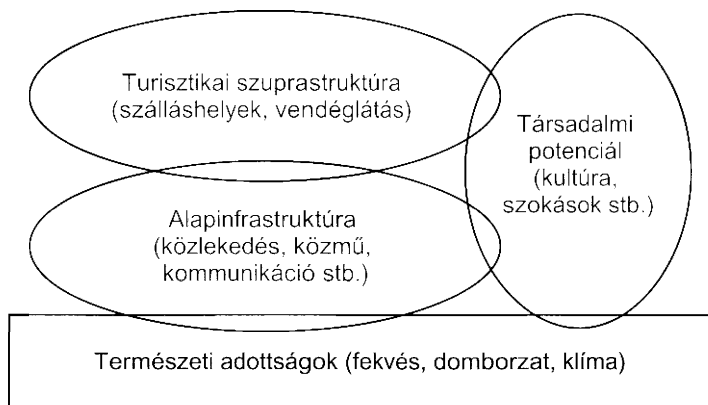 Turisztikai szuprastruktúra
(szálláshelyek, vendéglátás)
Társadalmi
potenciál
(kultúra,
szokások stb.)
Alapinfrastruktúra
(közlekedés, közmű,
kommunikáció stb.)
Természeti adottságok (fekvés, domborzat, klíma)